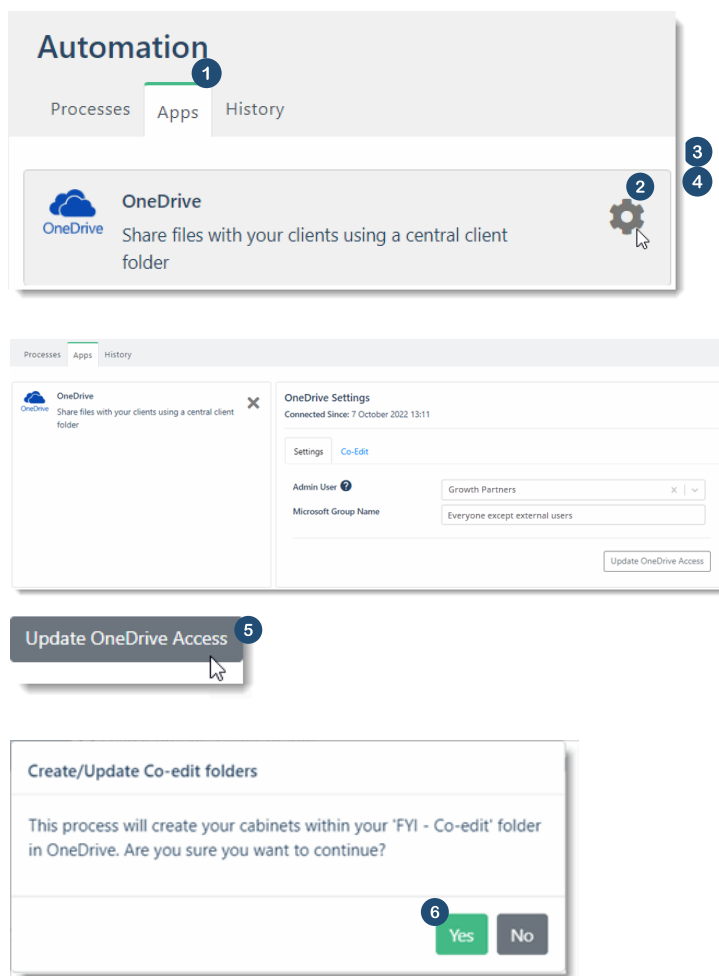 Automation
1
Processes Apps History
3
2
4
OneDrive
OneDrive
Share files with your clients using a central client
folder
Processes Apps History
OneDrive
OneDrive
Share files with your clients using a central client
folder
OneDrive Settings
Connected Since: 7 October 2022 13:11
Settings Co-Edit
Admin User ? Growth Partners
Microsoft Group Name Everyone except external users
Update OneDrive Access
Update OneDrive Access 5
Create/Update Co-edit folders
This process will create your cabinets within your 'FYI - Co-edit' folder
in OneDrive. Are you sure you want to continue?
6
Yes No